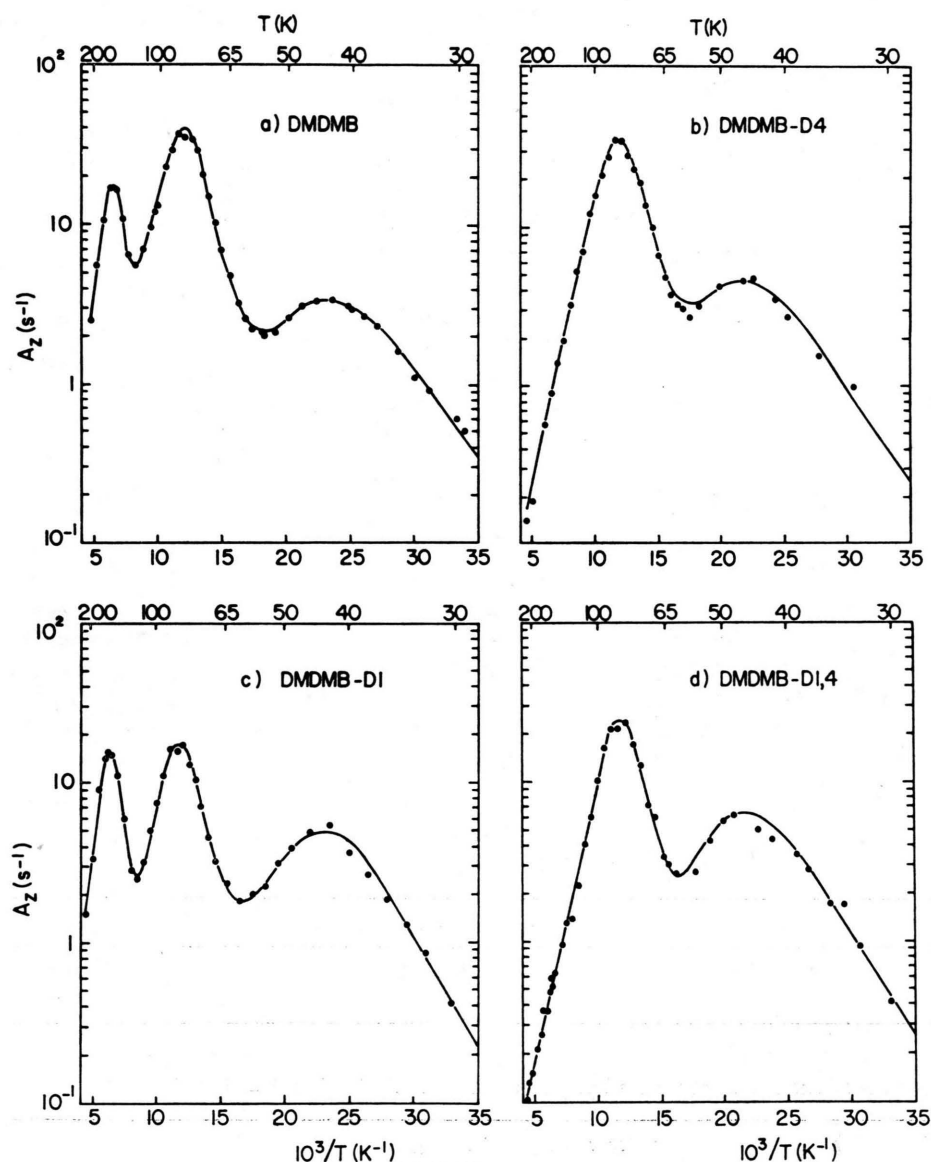 T (K)
200 100 65 50 40 30
10²
a) DMDMB
10
A_Z (s⁻¹)
1
10⁻¹
5 10 15 20 25 30 35
T(K)
200 100 65 50 40 30
b) DMDMB-D4
5 10 15 20 25 30 35
200 100 65 50 40 30
10²
c) DMDMB-D1
10
A_Z (s⁻¹)
1
10⁻¹
5 10 15 20 25 30 35
10³/T (K⁻¹)
200 100 65 50 40 30
d) DMDMB-D1,4
5 10 15 20 25 30 35
10³/T (K⁻¹)